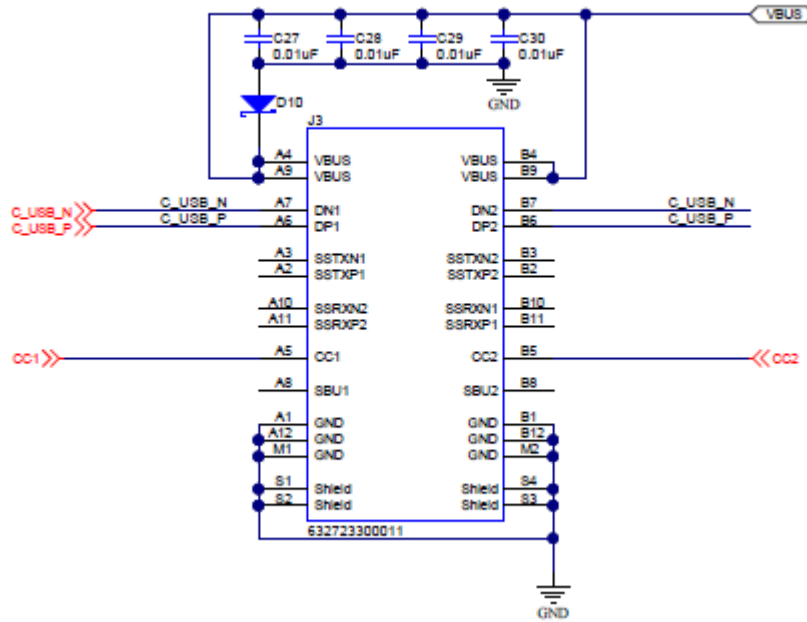 VBUS
C27 C28 C29 C30
0.01uF 0.01uF 0.01uF 0.01uF
GND
D10
J3
A4 VBUS VBUS B4
A9 VBUS VBUS B9
C_USB_N C_USB_N A7 DN1 DN2 B7 C_USB_N
C_USB_P C_USB_P A6 DP1 DP2 B6 C_USB_P
A3 SSTXN1 SSTXN2 B3
A2 SSTXP1 SSTXP2 B2
A10 SSRXN2 SSRXN1 B10
A11 SSRXP2 SSRXP1 B11
CC1 A5 CC1 CC2 B5 CC2
A8 SBU1 SBU2 B8
A1 GND GND B1
A12 GND GND B12
M1 GND GND M2
S1 Shield Shield S4
S2 Shield Shield S3
632723300011
GND